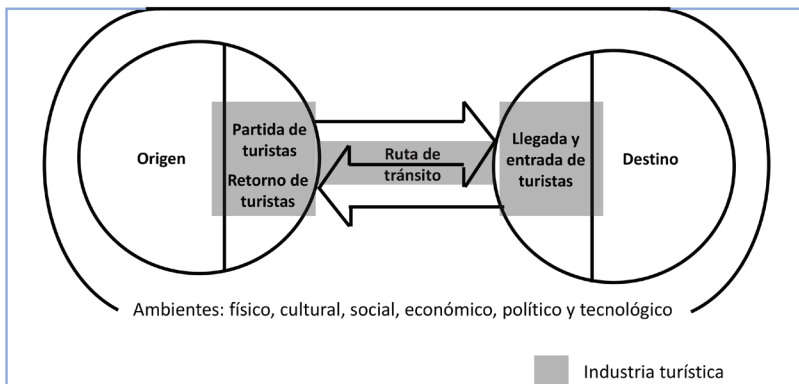 Origen
Partida de
turistas
Retorno de
turistas
Ruta de
tránsito
Llegada y
entrada de
turistas
Destino
Ambientes: físico, cultural, social, económico, político y tecnológico
Industria turística